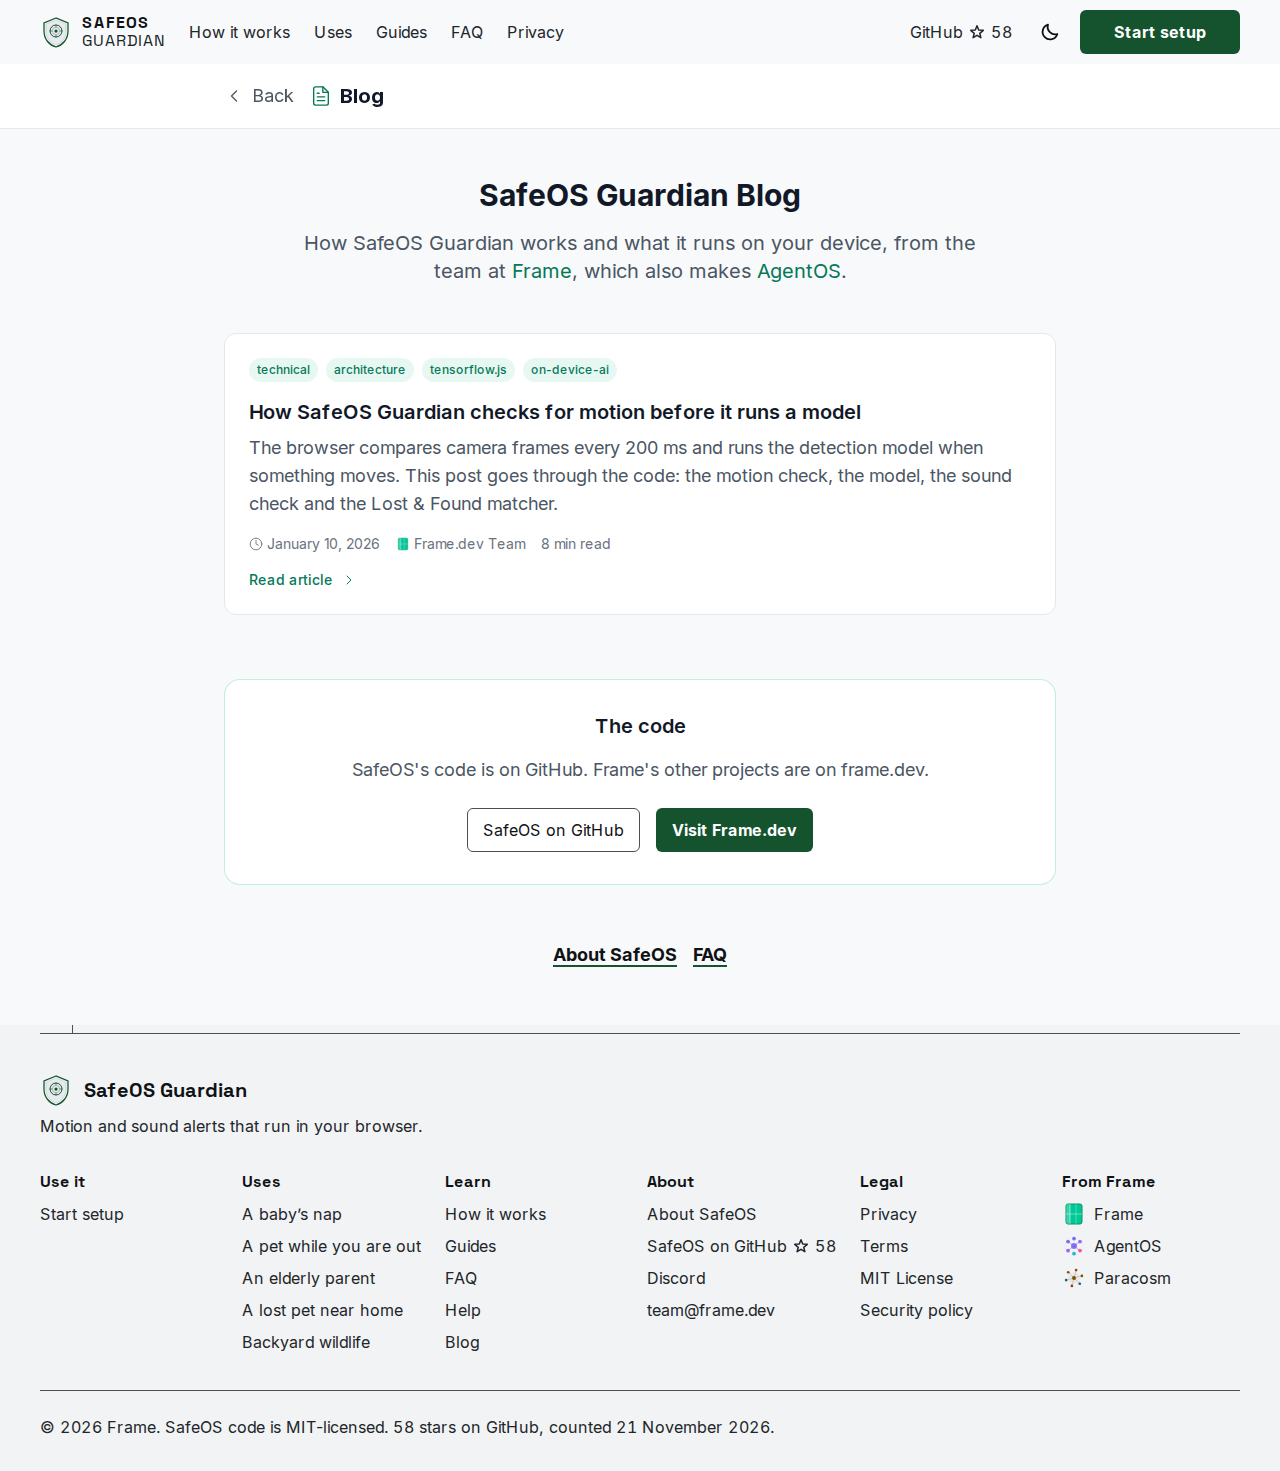 SAFEOS
GUARDIAN
How it works
Uses
Guides
FAQ
Privacy
GitHub ☆ 58
Start setup
Back
Blog
SafeOS Guardian Blog
How SafeOS Guardian works and what it runs on your device, from the
team at Frame, which also makes AgentOS.
technical
architecture
tensorflow.js
on-device-ai
How SafeOS Guardian checks for motion before it runs a model
The browser compares camera frames every 200 ms and runs the detection model when
something moves. This post goes through the code: the motion check, the model, the sound
check and the Lost & Found matcher.
January 10, 2026
Frame.dev Team
8 min read
Read article
The code
SafeOS's code is on GitHub. Frame's other projects are on frame.dev.
SafeOS on GitHub
Visit Frame.dev
About SafeOS
FAQ
SafeOS Guardian
Motion and sound alerts that run in your browser.
Use it
Start setup
Uses
A baby’s nap
A pet while you are out
An elderly parent
A lost pet near home
Backyard wildlife
Learn
How it works
Guides
FAQ
Help
Blog
About
About SafeOS
SafeOS on GitHub ☆ 58
Discord
team@frame.dev
Legal
Privacy
Terms
MIT License
Security policy
From Frame
Frame
AgentOS
Paracosm
© 2026 Frame. SafeOS code is MIT-licensed. 58 stars on GitHub, counted 21 November 2026.